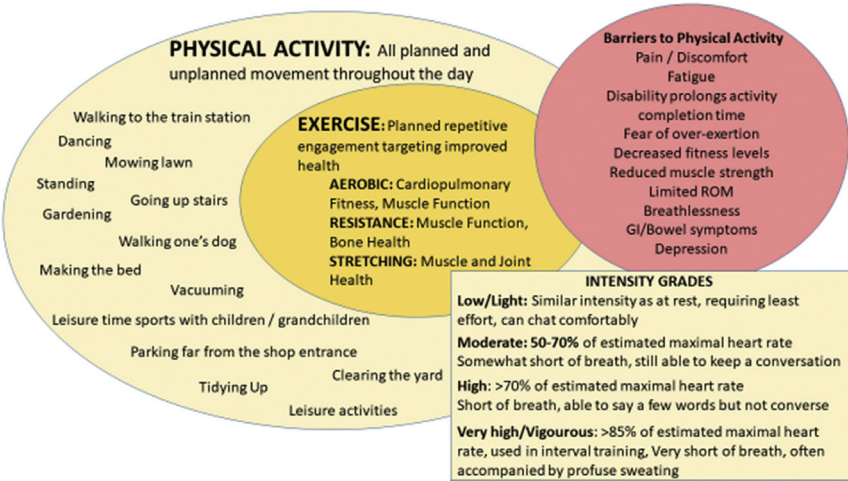 PHYSICAL ACTIVITY: All planned and
unplanned movement throughout the day
Walking to the train station
Dancing
Mowing lawn
Standing
Going up stairs
Gardening
Walking one's dog
Making the bed
Vacuuming
Leisure time sports with children / grandchildren
Parking far from the shop entrance
Clearing the yard
Tidying Up
Leisure activities
EXERCISE: Planned repetitive
engagement targeting improved
health
AEROBIC: Cardiopulmonary
Fitness, Muscle Function
RESISTANCE: Muscle Function,
Bone Health
STRETCHING: Muscle and Joint
Health
Barriers to Physical Activity
Pain / Discomfort
Fatigue
Disability prolongs activity
completion time
Fear of over-exertion
Decreased fitness levels
Reduced muscle strength
Limited ROM
Breathlessness
GI/Bowel symptoms
Depression
INTENSITY GRADES
Low/Light: Similar intensity as at rest, requiring least
effort, can chat comfortably
Moderate: 50-70% of estimated maximal heart rate
Somewhat short of breath, still able to keep a conversation
High: >70% of estimated maximal heart rate
Short of breath, able to say a few words but not converse
Very high/Vigourous: >85% of estimated maximal heart
rate, used in interval training, Very short of breath, often
accompanied by profuse sweating